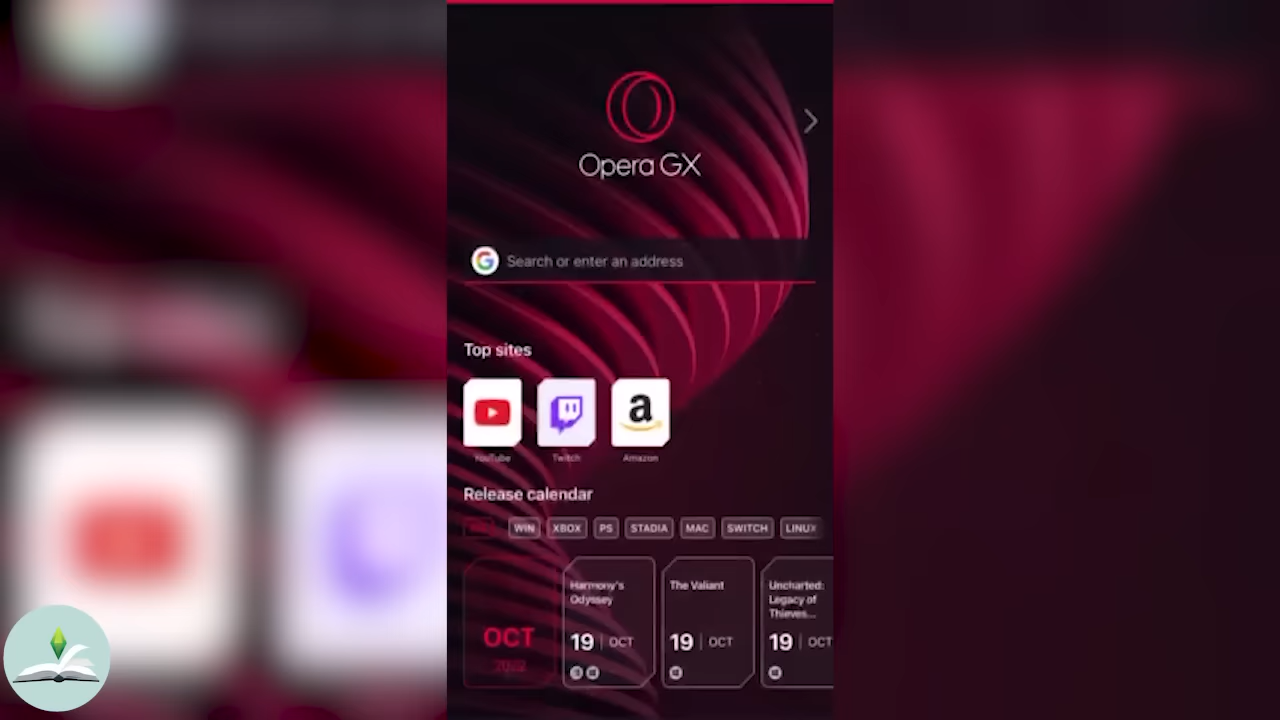 Opera GX
Search or enter an address
Top sites
YouTube
Twitch
Amazon
Release calendar
WIN
XBOX
PS
STADIA
MAC
SWITCH
LINUX
OCT
2022
Harmony's
Odyssey
19 | OCT
The Valiant
19 | OCT
Uncharted:
Legacy of
Thieves...
19 | OCT